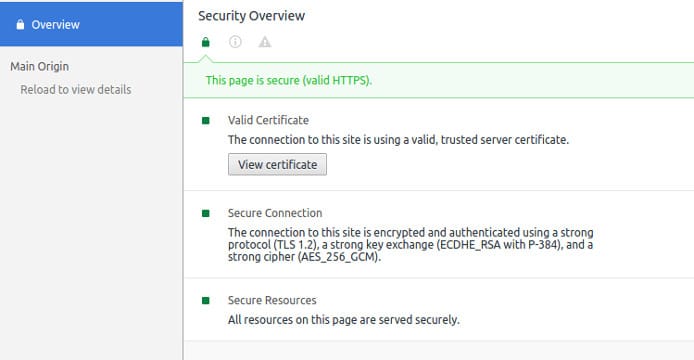 Overview
Main Origin
Reload to view details
Security Overview
This page is secure (valid HTTPS).
Valid Certificate
The connection to this site is using a valid, trusted server certificate.
View certificate
Secure Connection
The connection to this site is encrypted and authenticated using a strong
protocol (TLS 1.2), a strong key exchange (ECDHE_RSA with P-384), and a
strong cipher (AES_256_GCM).
Secure Resources
All resources on this page are served securely.